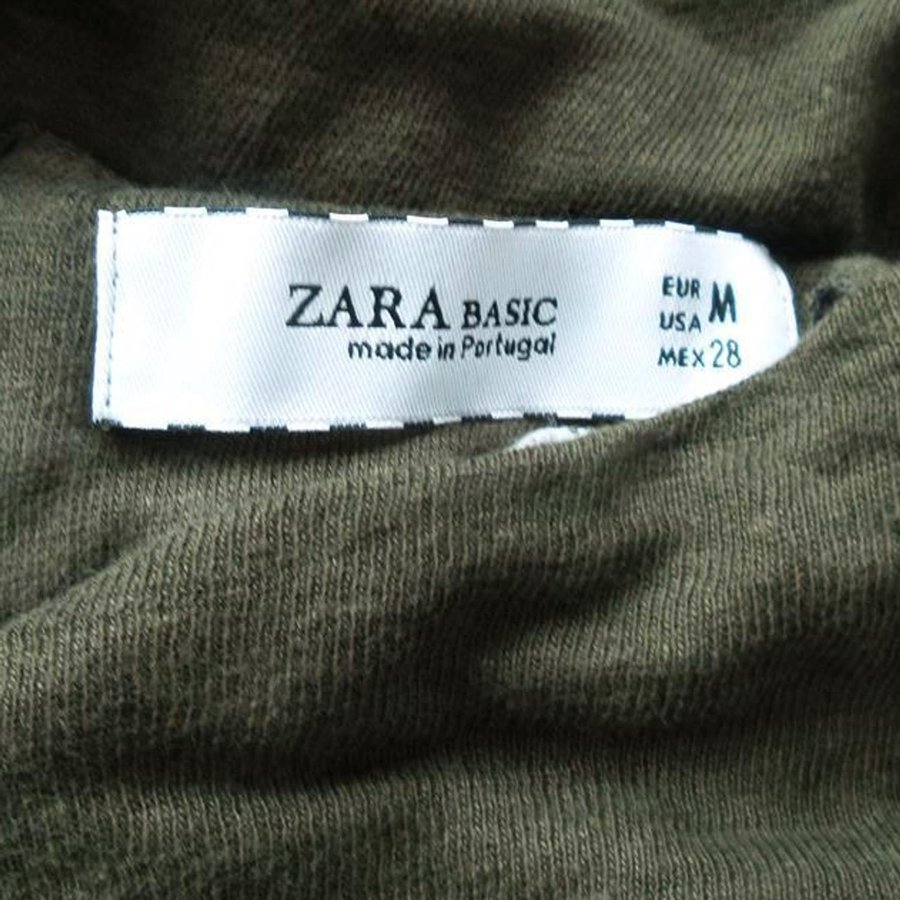 ZARA BASIC
made in Portugal
EUR M
USA
MEX 28